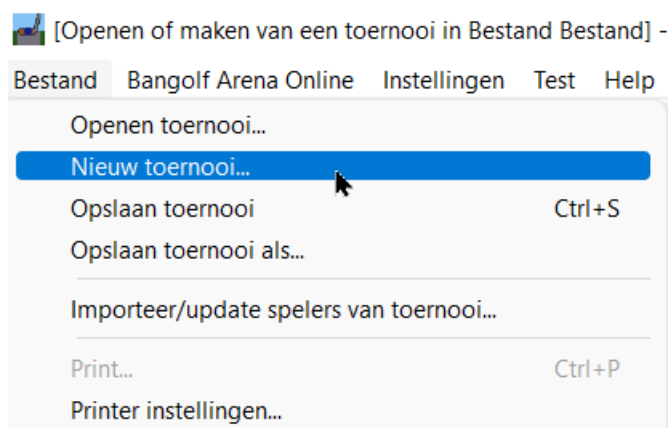 [Openen of maken van een toernooi in Bestand Bestand] -
Bestand Bangolf Arena Online Instellingen Test Help
Openen toernooi...
Nieuw toernooi...
Opslaan toernooi Ctrl+S
Opslaan toernooi als...
Importeer/update spelers van toernooi...
Print... Ctrl+P
Printer instellingen...